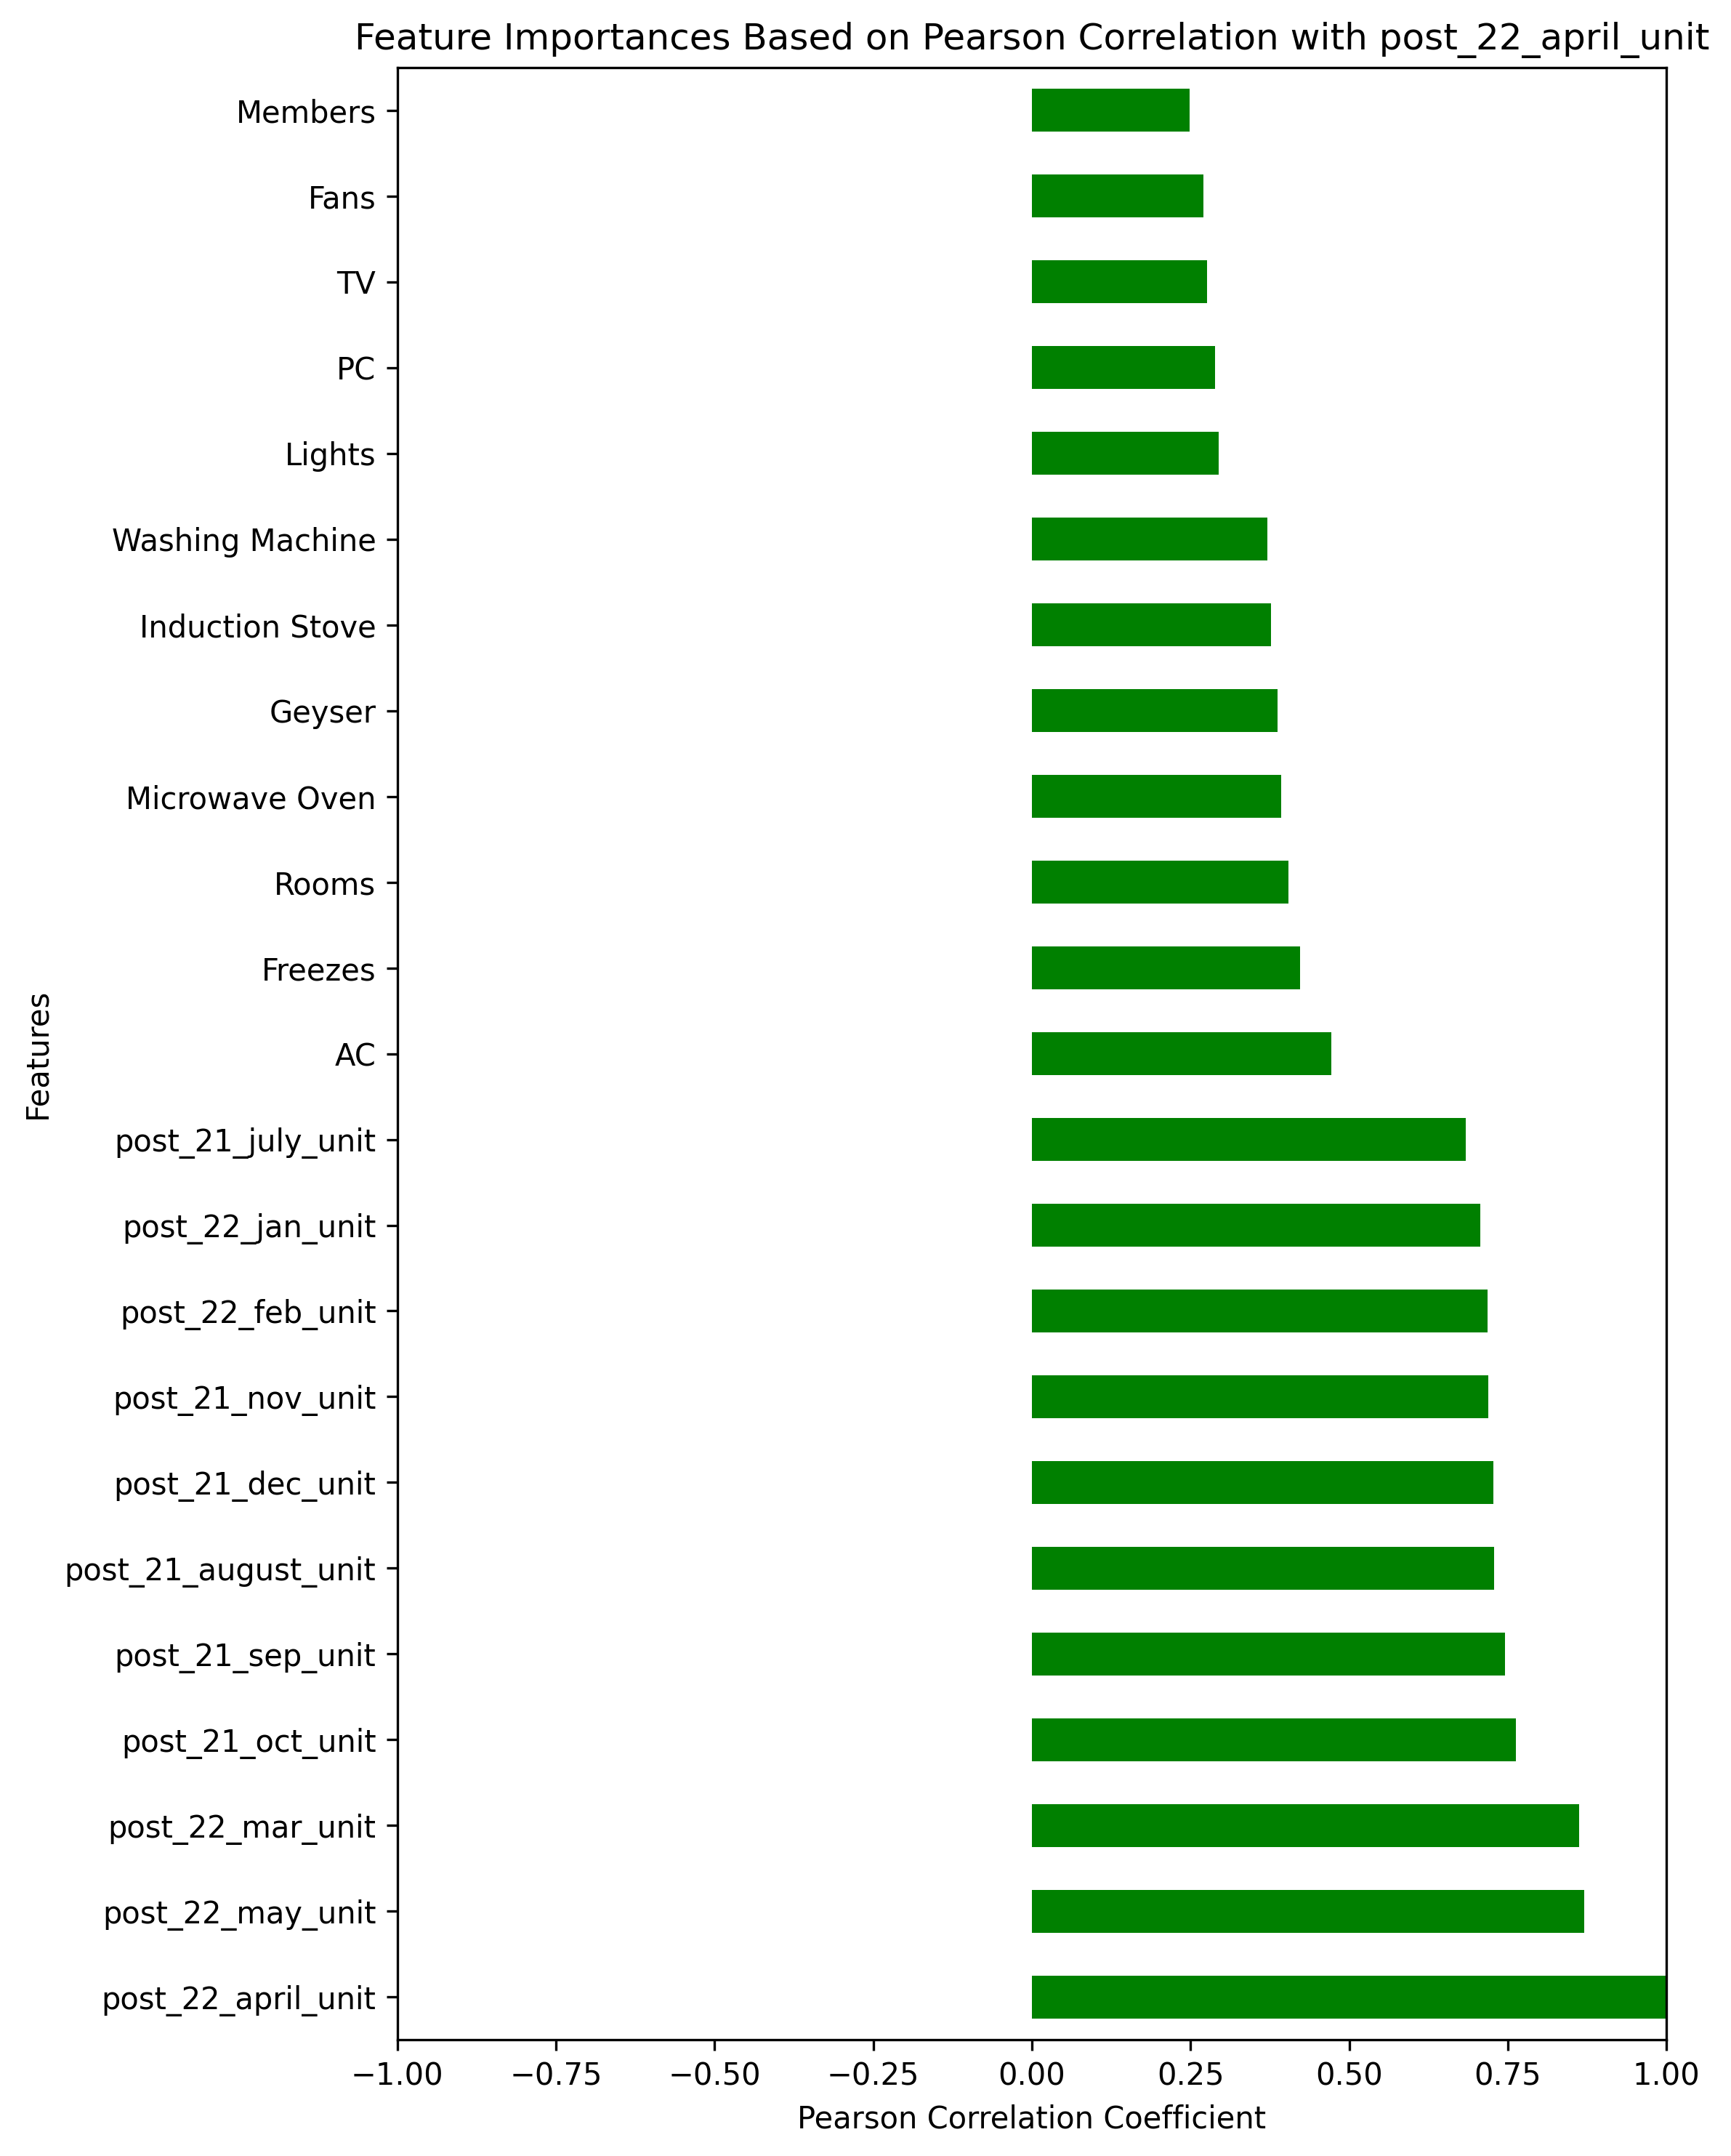 Feature Importances Based on Pearson Correlation with post_22_april_unit
Features
Members
Fans
TV
PC
Lights
Washing Machine
Induction Stove
Geyser
Microwave Oven
Rooms
Freezes
AC
post_21_july_unit
post_22_jan_unit
post_22_feb_unit
post_21_nov_unit
post_21_dec_unit
post_21_august_unit
post_21_sep_unit
post_21_oct_unit
post_22_mar_unit
post_22_may_unit
post_22_april_unit
−1.00 −0.75 −0.50 −0.25 0.00 0.25 0.50 0.75 1.00
Pearson Correlation Coefficient